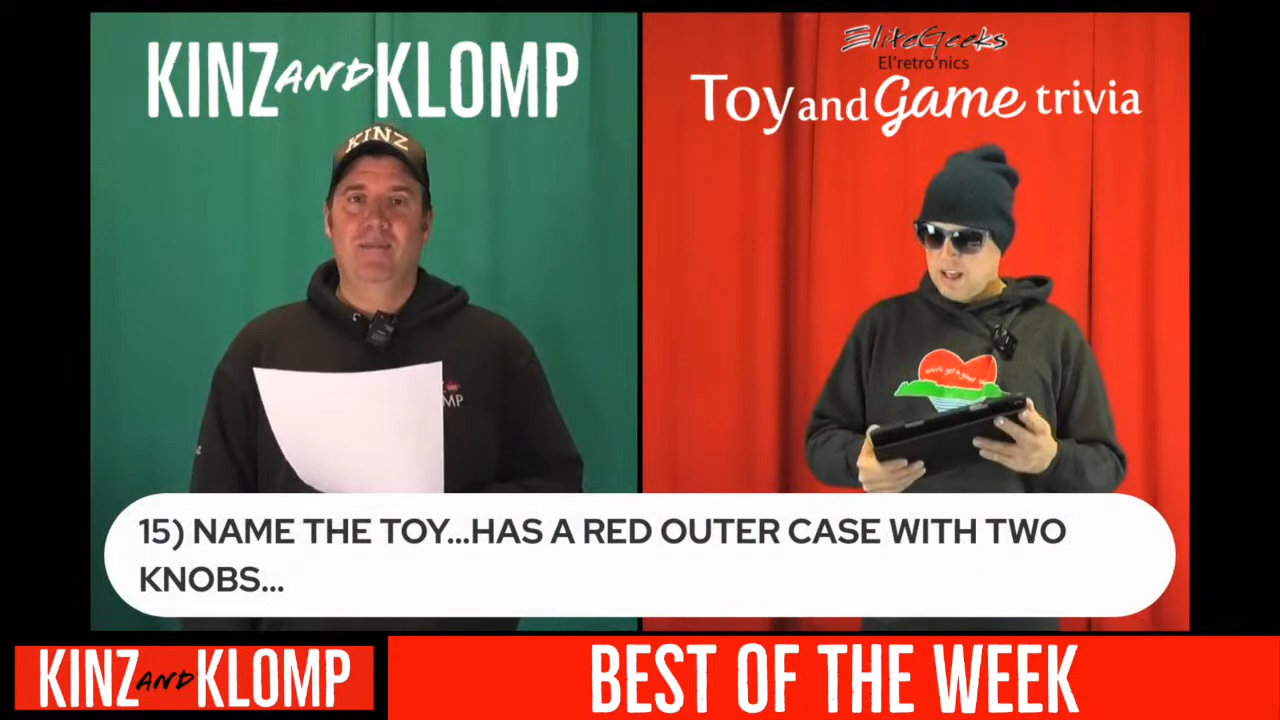 KINZ AND KLOMP
EliteGeeks
El'retro'nics
Toy and Game trivia
KINZ
MP
15) NAME THE TOY...HAS A RED OUTER CASE WITH TWO
KNOBS...
KINZ AND KLOMP
BEST OF THE WEEK